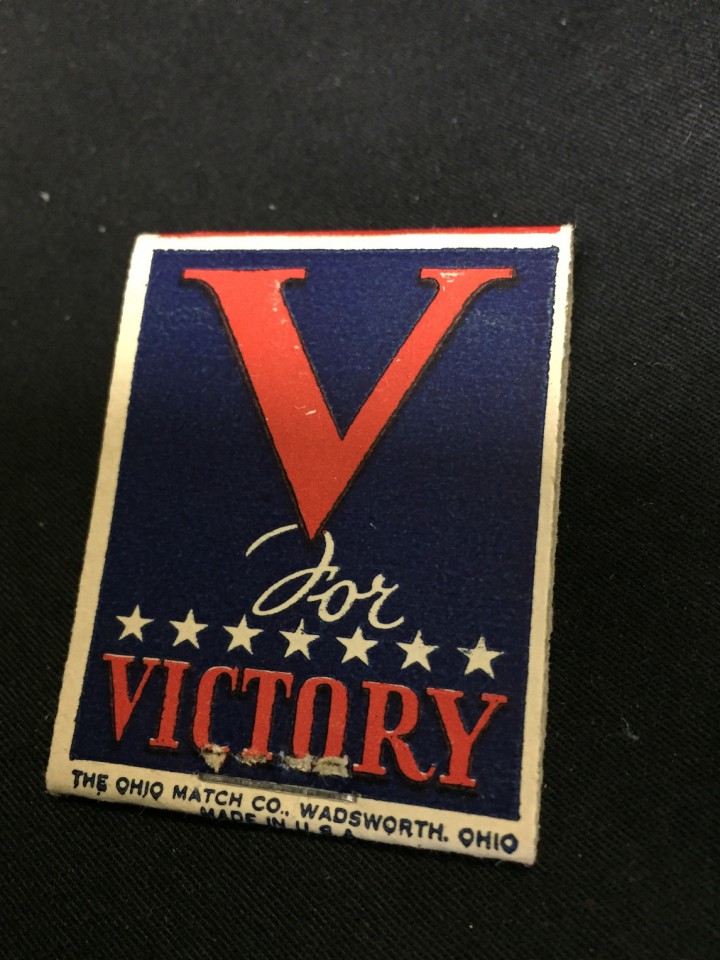 V
For
VICTORY
THE OHIO MATCH CO., WADSWORTH, OHIO
MADE IN U.S.A.